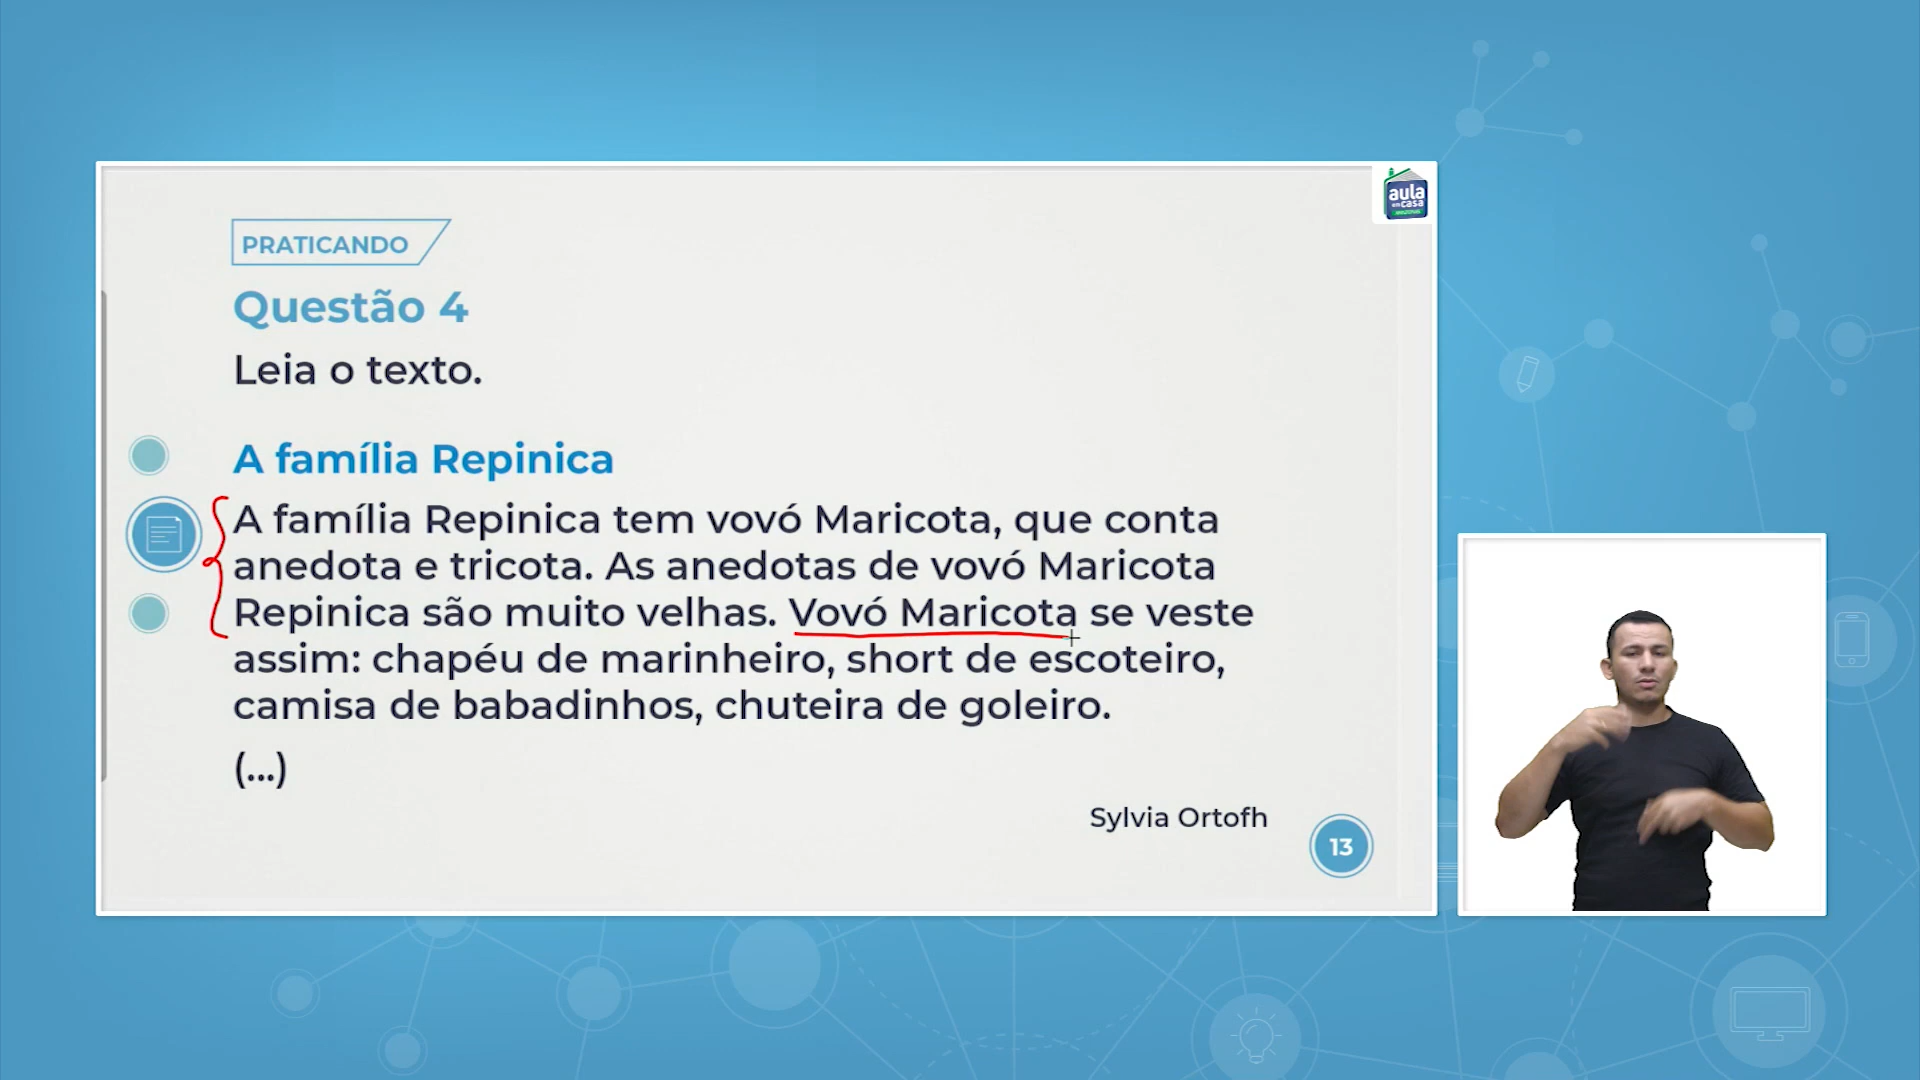 aula
em casa
PRATICANDO
Questão 4
Leia o texto.
A família Repinica
A família Repinica tem vovó Maricota, que conta
anedota e tricota. As anedotas de vovó Maricota
Repinica são muito velhas. Vovó Maricota se veste
assim: chapéu de marinheiro, short de escoteiro,
camisa de babadinhos, chuteira de goleiro.
(...)
Sylvia Ortofh
13